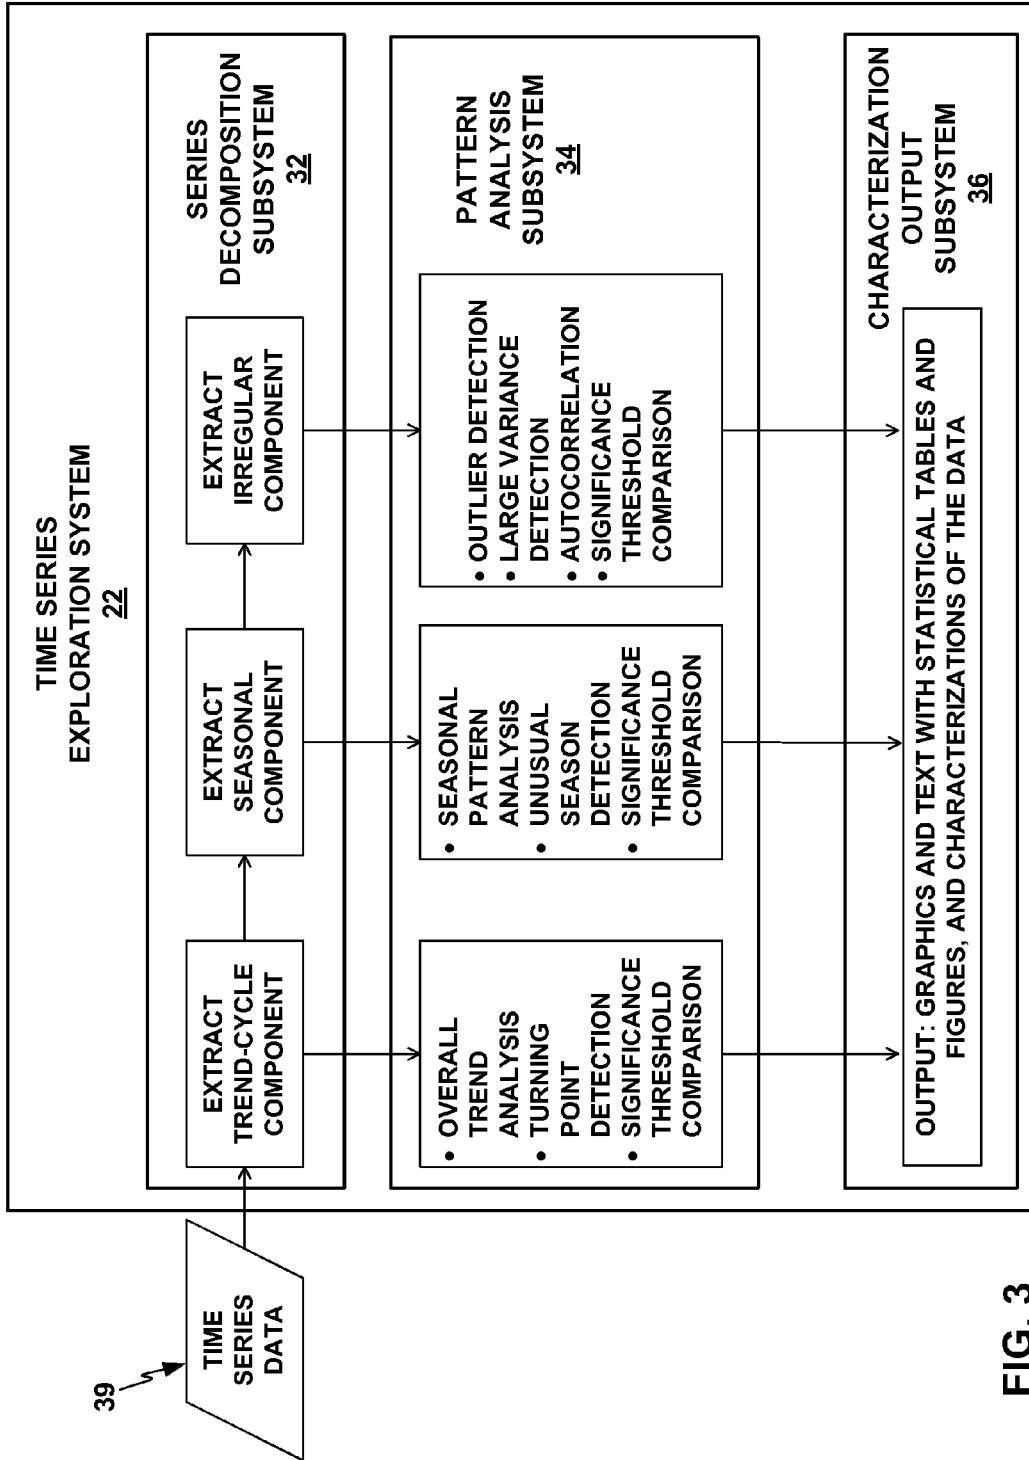 TIME SERIES
EXPLORATION SYSTEM
22
39
TIME
SERIES
DATA
EXTRACT
TREND-CYCLE
COMPONENT
EXTRACT
SEASONAL
COMPONENT
EXTRACT
IRREGULAR
COMPONENT
SERIES
DECOMPOSITION
SUBSYSTEM
32
• OVERALL
TREND
ANALYSIS
• TURNING
POINT
DETECTION
• SIGNIFICANCE
THRESHOLD
COMPARISON
• SEASONAL
PATTERN
ANALYSIS
• UNUSUAL
SEASON
DETECTION
• SIGNIFICANCE
THRESHOLD
COMPARISON
• OUTLIER DETECTION
• LARGE VARIANCE
DETECTION
• AUTOCORRELATION
• SIGNIFICANCE
THRESHOLD
COMPARISON
PATTERN
ANALYSIS
SUBSYSTEM
34
CHARACTERIZATION
OUTPUT
SUBSYSTEM
36
OUTPUT: GRAPHICS AND TEXT WITH STATISTICAL TABLES AND
FIGURES, AND CHARACTERIZATIONS OF THE DATA
FIG. 3